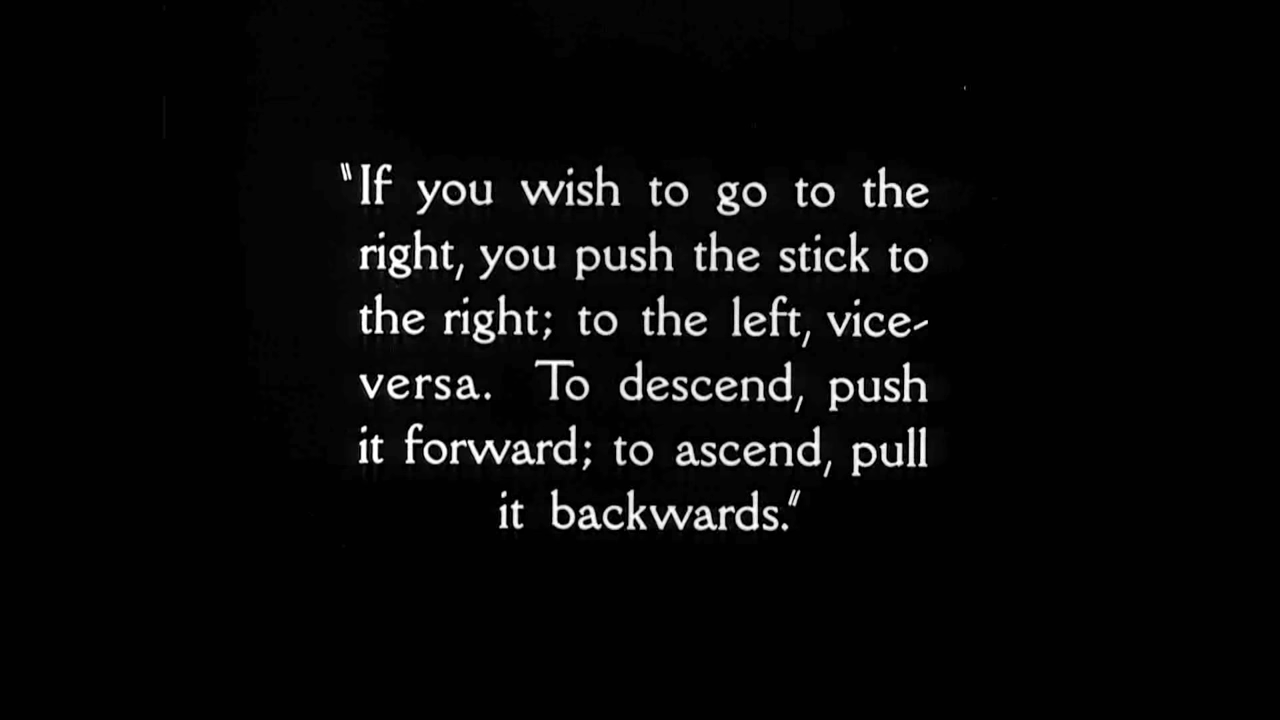 "If you wish to go to the
right, you push the stick to
the right; to the left, vice-
versa. To descend, push
it forward; to ascend, pull
it backwards."